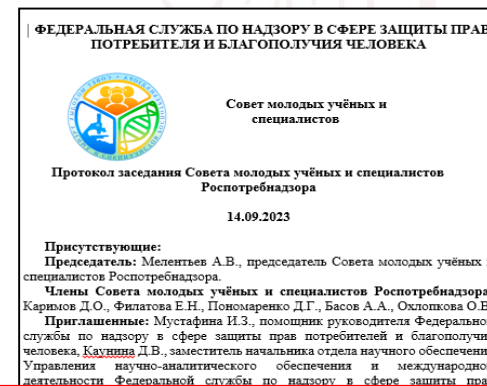 ФЕДЕРАЛЬНАЯ СЛУЖБА ПО НАДЗОРУ В СФЕРЕ ЗАЩИТЫ ПРАВ
ПОТРЕБИТЕЛЯ И БЛАГОПОЛУЧИЯ ЧЕЛОВЕКА
Совет молодых учёных и
специалистов
Протокол заседания Совета молодых учёных и специалистов
Роспотребнадзора
14.09.2023
Присутствующие:
Председатель: Мелентьев А.В., председатель Совета молодых учёных
специалистов Роспотребнадзора.
Члены Совета молодых учёных и специалистов Роспотребнадзора
Каримов Д.О., Филатова Е.Н., Пономаренко Д.Г., Басов А.А., Охлопкова О.В
Приглашенные: Мустафина И.З., помощник руководителя Федерально
службы по надзору в сфере защиты прав потребителей и благополучи
человека, Каунина Д.В., заместитель начальника отдела научного обеспечени
Управления научно-аналитического обеспечения и международно
деятельности Федеральной службы по надзору в сфере защиты пра